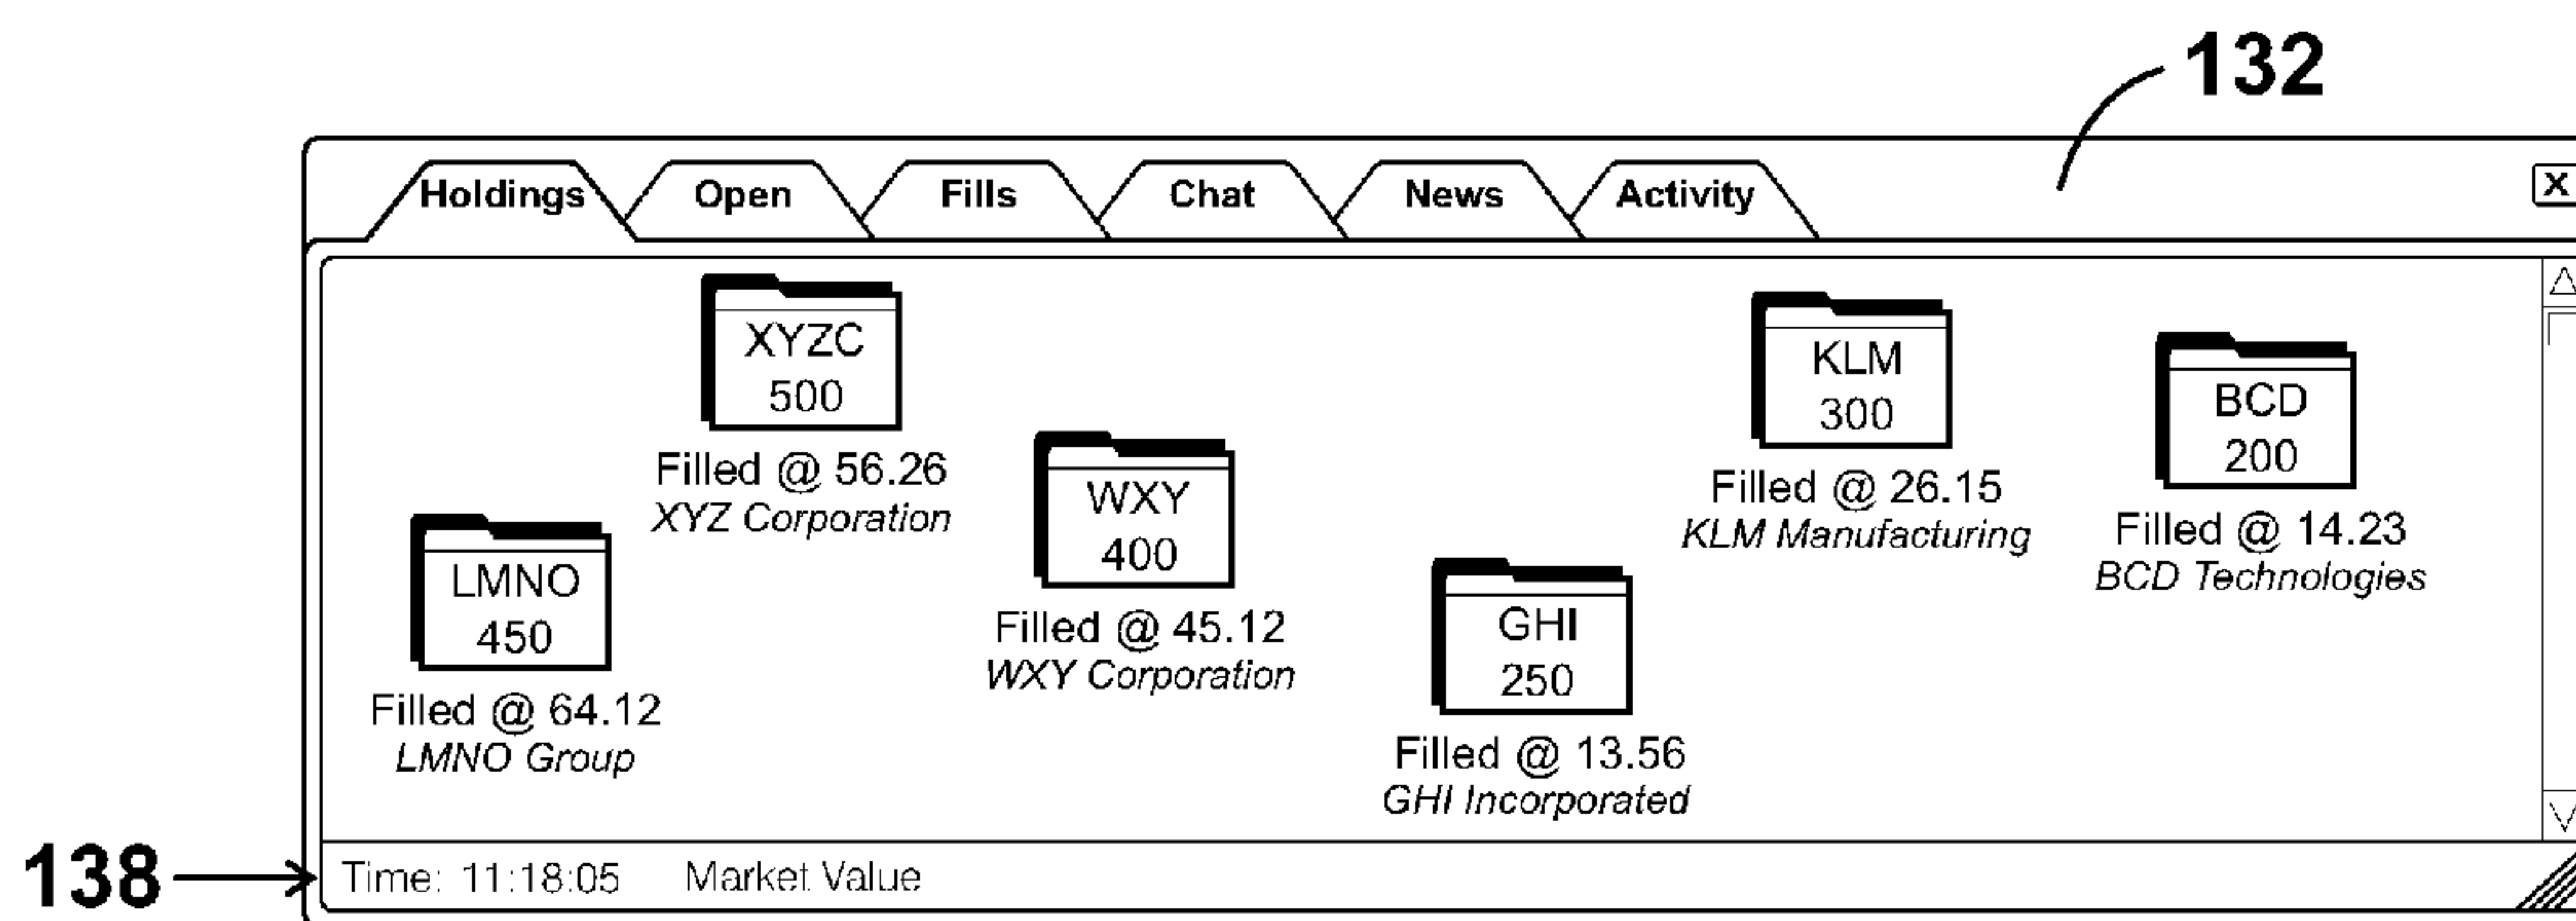 132
Holdings Open Fills Chat News Activity X
XYZC
500
Filled @ 56.26
XYZ Corporation
KLM
300
Filled @ 26.15
KLM Manufacturing
BCD
200
Filled @ 14.23
BCD Technologies
WXY
400
Filled @ 45.12
WXY Corporation
LMNO
450
Filled @ 64.12
LMNO Group
GHI
250
Filled @ 13.56
GHI Incorporated
138 Time: 11:18:05 Market Value